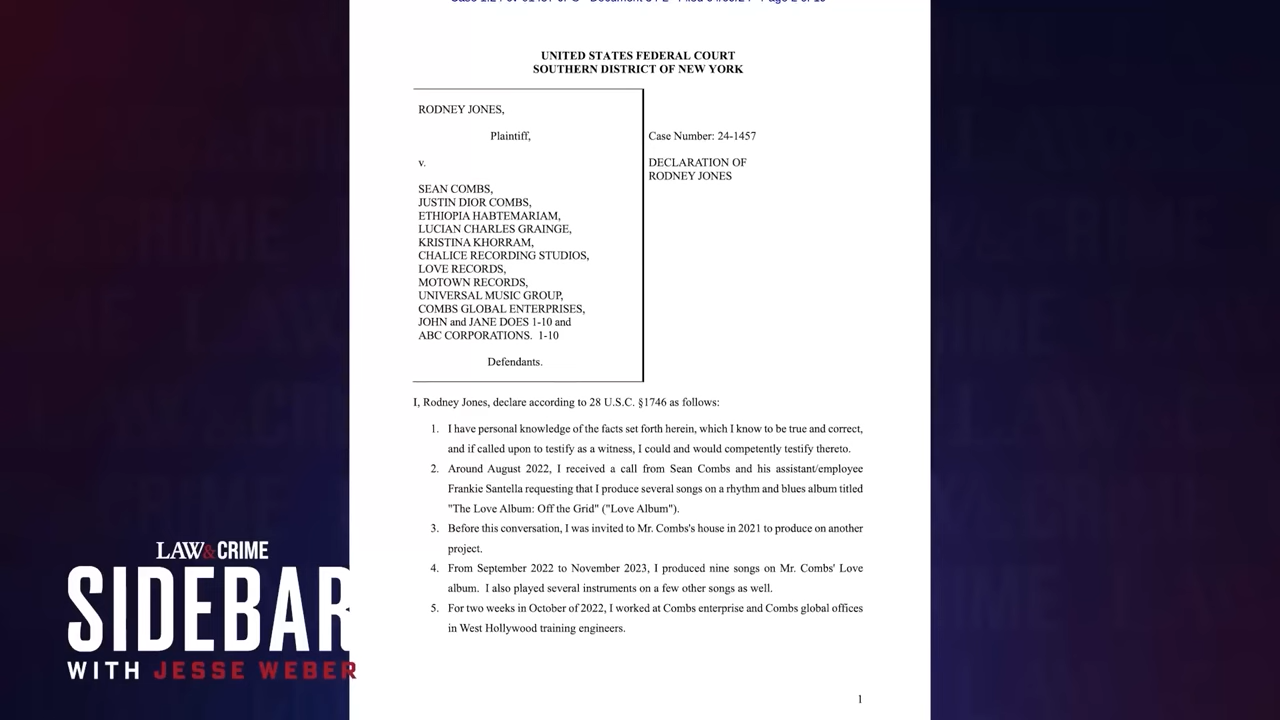 UNITED STATES FEDERAL COURT
SOUTHERN DISTRICT OF NEW YORK
RODNEY JONES,
Plaintiff,
v.
SEAN COMBS,
JUSTIN DIOR COMBS,
ETHIOPIA HABTEMARIAM,
LUCIAN CHARLES GRAINGE,
KRISTINA KHORRAM,
CHALICE RECORDING STUDIOS,
LOVE RECORDS,
MOTOWN RECORDS,
UNIVERSAL MUSIC GROUP,
COMBS GLOBAL ENTERPRISES,
JOHN and JANE DOES 1-10 and
ABC CORPORATIONS. 1-10
Defendants.
Case Number: 24-1457
DECLARATION OF
RODNEY JONES
I, Rodney Jones, declare according to 28 U.S.C. §1746 as follows:
1. I have personal knowledge of the facts set forth herein, which I know to be true and correct,
and if called upon to testify as a witness, I could and would competently testify thereto.
2. Around August 2022, I received a call from Sean Combs and his assistant/employee
Frankie Santella requesting that I produce several songs on a rhythm and blues album titled
"The Love Album: Off the Grid" ("Love Album").
3. Before this conversation, I was invited to Mr. Combs's house in 2021 to produce on another
project.
4. From September 2022 to November 2023, I produced nine songs on Mr. Combs' Love
album. I also played several instruments on a few other songs as well.
5. For two weeks in October of 2022, I worked at Combs enterprise and Combs global offices
in West Hollywood training engineers.
1
LAW&CRIME
SIDEBAR
WITH JESSE WEBER